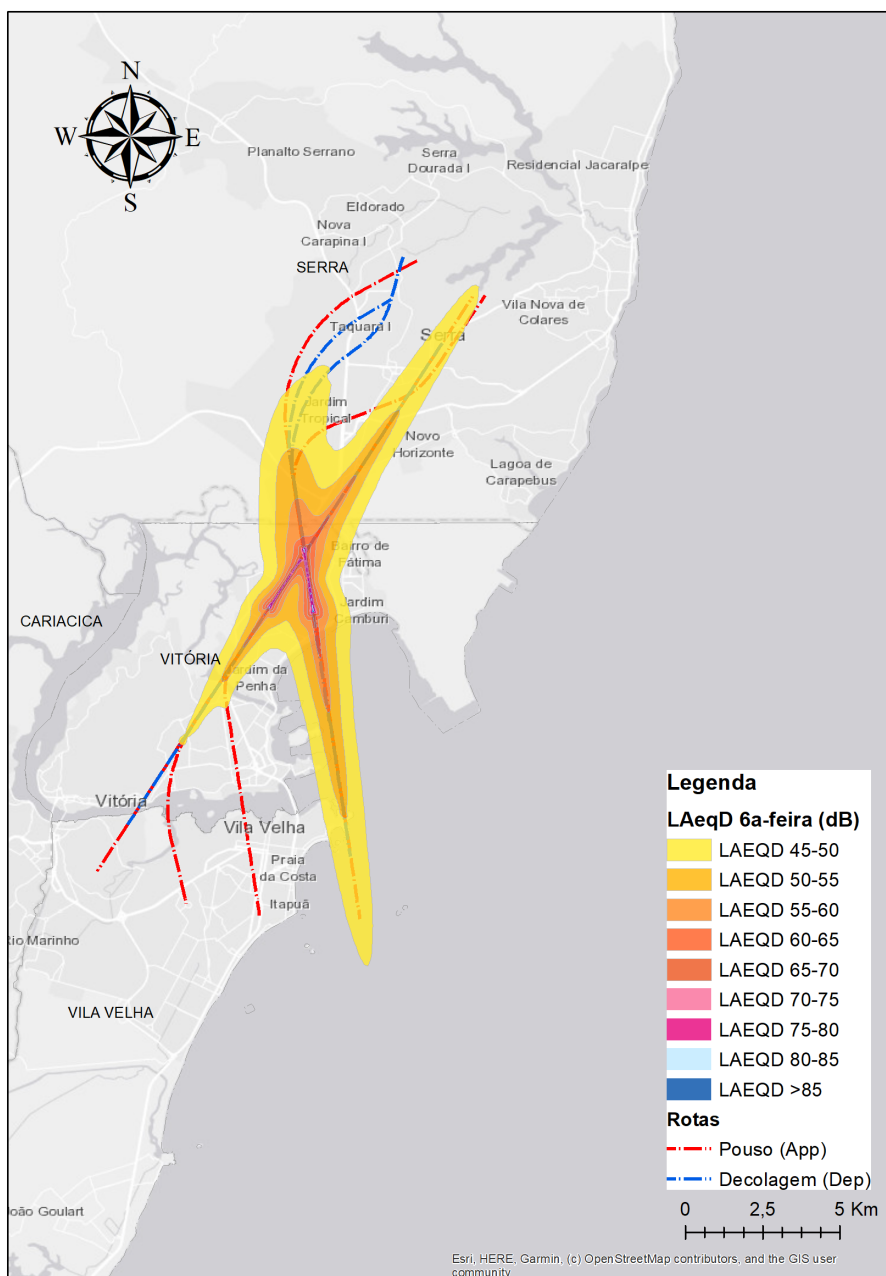 N
W
E
S
Planalto Serrano
Serra
Dourada I
Residencial Jacaraípe
Eldorado
Nova
Carapina I
SERRA
Vila Nova de
Colares
Taquara I
Serra
Jardim
Tropical
Novo
Horizonte
Lagoa de
Carapebus
Bairro de
Fátima
CARIACICA
Jardim
Camburi
VITÓRIA
Jardim da
Penha
Vitória
Vila Velha
Praia
da Costa
Itapuã
Rio Marinho
VILA VELHA
João Goulart
Legenda
LAeqD 6a-feira (dB)
LAEQD 45-50
LAEQD 50-55
LAEQD 55-60
LAEQD 60-65
LAEQD 65-70
LAEQD 70-75
LAEQD 75-80
LAEQD 80-85
LAEQD >85
Rotas
Pouso (App)
Decolagem (Dep)
0 2,5 5 Km
Esri, HERE, Garmin, (c) OpenStreetMap contributors, and the GIS user
community